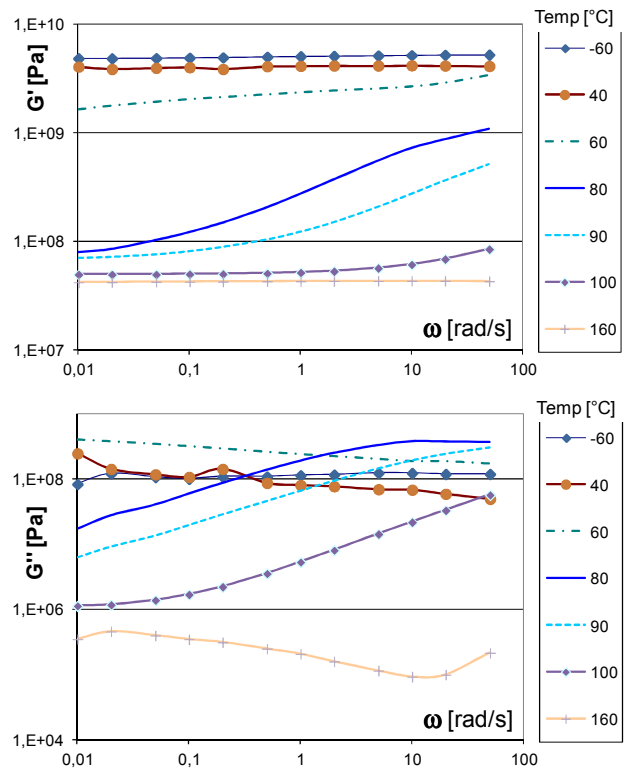 Temp [°C]
1,E+10
1,E+09
1,E+08
1,E+07
G' [Pa]
0,01
0,1
1
10
100
ω [rad/s]
-60
40
60
80
90
100
160
Temp [°C]
1,E+08
1,E+06
1,E+04
G'' [Pa]
0,01
0,1
1
10
100
ω [rad/s]
-60
40
60
80
90
100
160